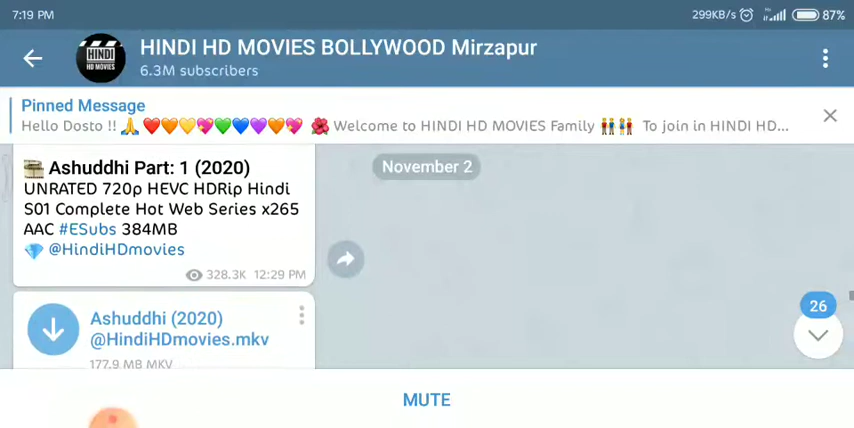 7:19 PM
299KB/s
87%
HINDI HD MOVIES BOLLYWOOD Mirzapur
HINDI
HD MOVIES
6.3M subscribers
Pinned Message
Hello Dosto !! 🙏 ❤️🧡💛💖💚💙💜🧡💖 🌺 Welcome to HINDI HD MOVIES Family 👬👫 To join in HINDI HD...
November 2
Ashuddhi Part: 1 (2020)
UNRATED 720p HEVC HDRip Hindi
S01 Complete Hot Web Series x265
AAC #ESubs 384MB
💎 @HindiHDmovies
328.3K 12:29 PM
26
Ashuddhi (2020)
@HindiHDmovies.mkv
177.9 MB MKV
MUTE